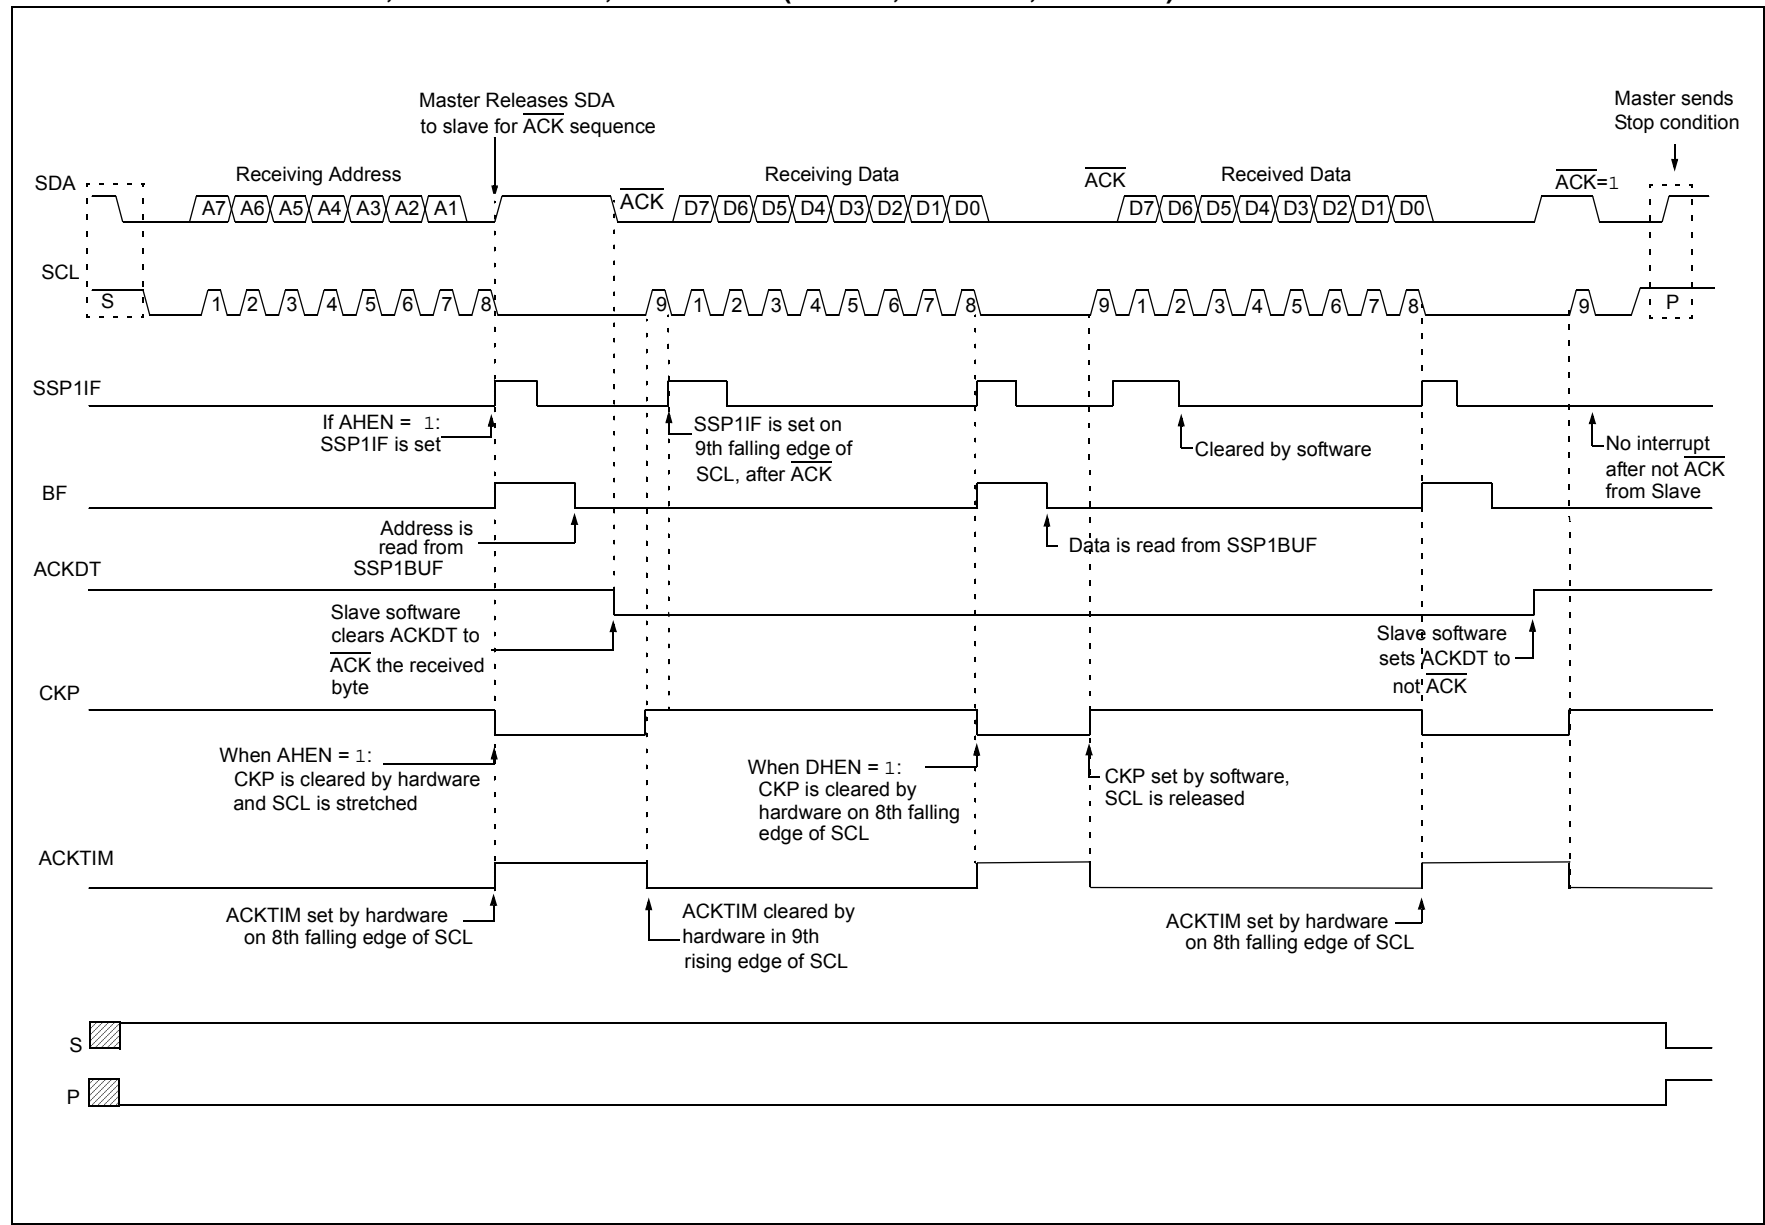 Master Releases SDA
to slave for ACK sequence
Master sends
Stop condition
SDA
Receiving Address
ACK
Receiving Data
ACK
Received Data
ACK=1
A7 A6 A5 A4 A3 A2 A1
D7 D6 D5 D4 D3 D2 D1 D0
D7 D6 D5 D4 D3 D2 D1 D0
SCL
S
1 2 3 4 5 6 7 8
9 1 2 3 4 5 6 7 8
9 1 2 3 4 5 6 7 8
9
P
SSP1IF
If AHEN = 1:
SSP1IF is set
SSP1IF is set on
9th falling edge of
SCL, after ACK
Cleared by software
No interrupt
after not ACK
from Slave
BF
Address is
read from
SSP1BUF
Data is read from SSP1BUF
ACKDT
Slave software
clears ACKDT to
ACK the received
byte
Slave software
sets ACKDT to
not ACK
CKP
When AHEN = 1:
CKP is cleared by hardware
and SCL is stretched
When DHEN = 1:
CKP is cleared by
hardware on 8th falling
edge of SCL
CKP set by software,
SCL is released
ACKTIM
ACKTIM set by hardware
on 8th falling edge of SCL
ACKTIM cleared by
hardware in 9th
rising edge of SCL
ACKTIM set by hardware
on 8th falling edge of SCL
S
P